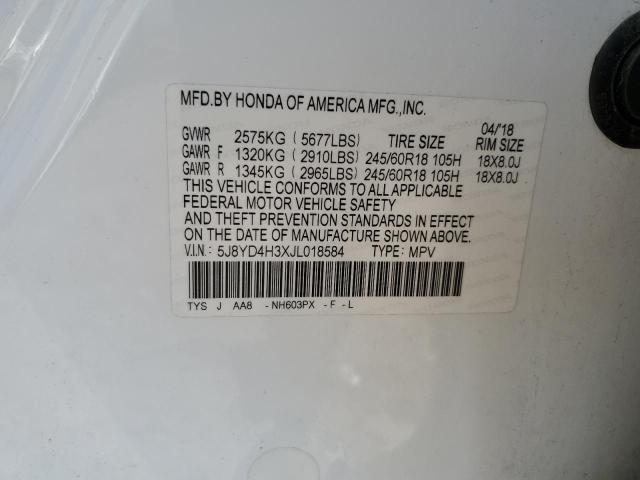 MFD.BY HONDA OF AMERICA MFG.,INC.
04/'18
GVWR 2575KG ( 5677LBS) TIRE SIZE RIM SIZE
GAWR F 1320KG ( 2910LBS) 245/60R18 105H 18X8.0J
GAWR R 1345KG ( 2965LBS) 245/60R18 105H 18X8.0J
THIS VEHICLE CONFORMS TO ALL APPLICABLE
FEDERAL MOTOR VEHICLE SAFETY
AND THEFT PREVENTION STANDARDS IN EFFECT
ON THE DATE OF MANUFACTURE SHOWN ABOVE.
V.I.N.: 5J8YD4H3XJL018584 TYPE: MPV
TYS J AA8 - NH603PX - F - L